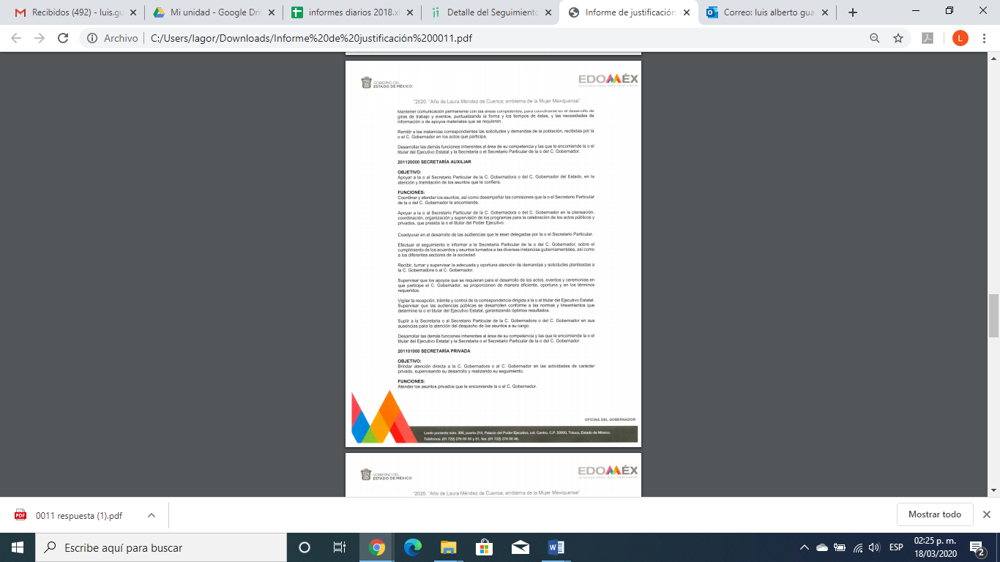 Recibidos (492) - luis.gu
Mi unidad - Google Dri
informes diarios 2018.xl
Detalle del Seguimiento
Informe de justificación
Correo: luis alberto gua
Archivo
C:/Users/lagor/Downloads/Informe%20de%20justificación%200011.pdf
L
GOBIERNO DEL
ESTADO DE MÉXICO
EDOMÉX
"2020. "Año de Laura Méndez de Cuenca; emblema de la Mujer Mexiquense"
Mantener comunicación permanente con las áreas competentes, para coordinarse en el desarrollo de
giras de trabajo y eventos, puntualizando la forma y los tiempos de éstas, y las necesidades de
información o de apoyos materiales que se requieran.
Remitir a las instancias correspondientes las solicitudes y demandas de la población, recibidas por la
o el C. Gobernador en los actos que participa.
Desarrollar las demás funciones inherentes al área de su competencia y las que le encomiende la o el
titular del Ejecutivo Estatal y la Secretaria o el Secretario Particular de la o del C. Gobernador.
201120000 SECRETARÍA AUXILIAR
OBJETIVO:
Apoyar a la o al Secretario Particular de la C. Gobernadora o del C. Gobernador del Estado, en la
atención y tramitación de los asuntos que le confiera.
FUNCIONES:
Coordinar y atender los asuntos, así como desempeñar las comisiones que la o el Secretario Particular
de la o del C. Gobernador le encomiende.
Apoyar a la o al Secretario Particular de la C. Gobernadora o del C. Gobernador en la planeación,
coordinación, organización y supervisión de los programas para la celebración de los actos públicos y
privados, que presida la o el titular del Poder Ejecutivo.
Coadyuvar en el desarrollo de las audiencias que le sean delegadas por la o el Secretario Particular.
Efectuar el seguimiento e informar a la Secretaria Particular de la o del C. Gobernador, sobre el
cumplimiento de los acuerdos y asuntos turnados a las diversas instancias gubernamentales, así como
a los diferentes sectores de la sociedad.
Recibir, turnar y supervisar la adecuada y oportuna atención de demandas y solicitudes planteadas a
la C. Gobernadora o al C. Gobernador.
Supervisar que los apoyos que se requieran para el desarrollo de los actos, eventos y ceremonias en
que participe el C. Gobernador, se proporcionen de manera eficiente, oportuna y en los términos
requeridos.
Vigilar la recepción, trámite y control de la correspondencia dirigida a la o al titular del Ejecutivo Estatal.
Supervisar que las audiencias públicas se desarrollen conforme a las normas y lineamientos que
determine la o el titular del Ejecutivo Estatal, garantizando óptimos resultados.
Suplir a la Secretaria o al Secretario Particular de la C. Gobernadora o del C. Gobernador en sus
ausencias para la atención del despacho de los asuntos a su cargo.
Desarrollar las demás funciones inherentes al área de su competencia y las que le encomiende la o el
titular del Ejecutivo Estatal y la Secretaria o el Secretario Particular de la o del C. Gobernador.
201101000 SECRETARÍA PRIVADA
OBJETIVO:
Brindar atención directa a la C. Gobernadora o al C. Gobernador en las actividades de carácter
privado, supervisando su desarrollo y realizando su seguimiento.
FUNCIONES:
Atender los asuntos privados que le encomiende la o el C. Gobernador.
OFICINA DEL GOBERNADOR
Lerdo poniente núm. 300, puerta 216, Palacio del Poder Ejecutivo, col. Centro, C.P. 50000, Toluca, Estado de México.
Teléfonos: (01 722) 276 00 50 y 51, fax: (01 722) 276 00 46.
GOBIERNO DEL
ESTADO DE MÉXICO
EDOMÉX
"2020. "Año de Laura Méndez de Cuenca; emblema de la Mujer Mexiquense"
0011 respuesta (1).pdf
Mostrar todo
Escribe aquí para buscar
ESP
02:25 p. m.
18/03/2020
2